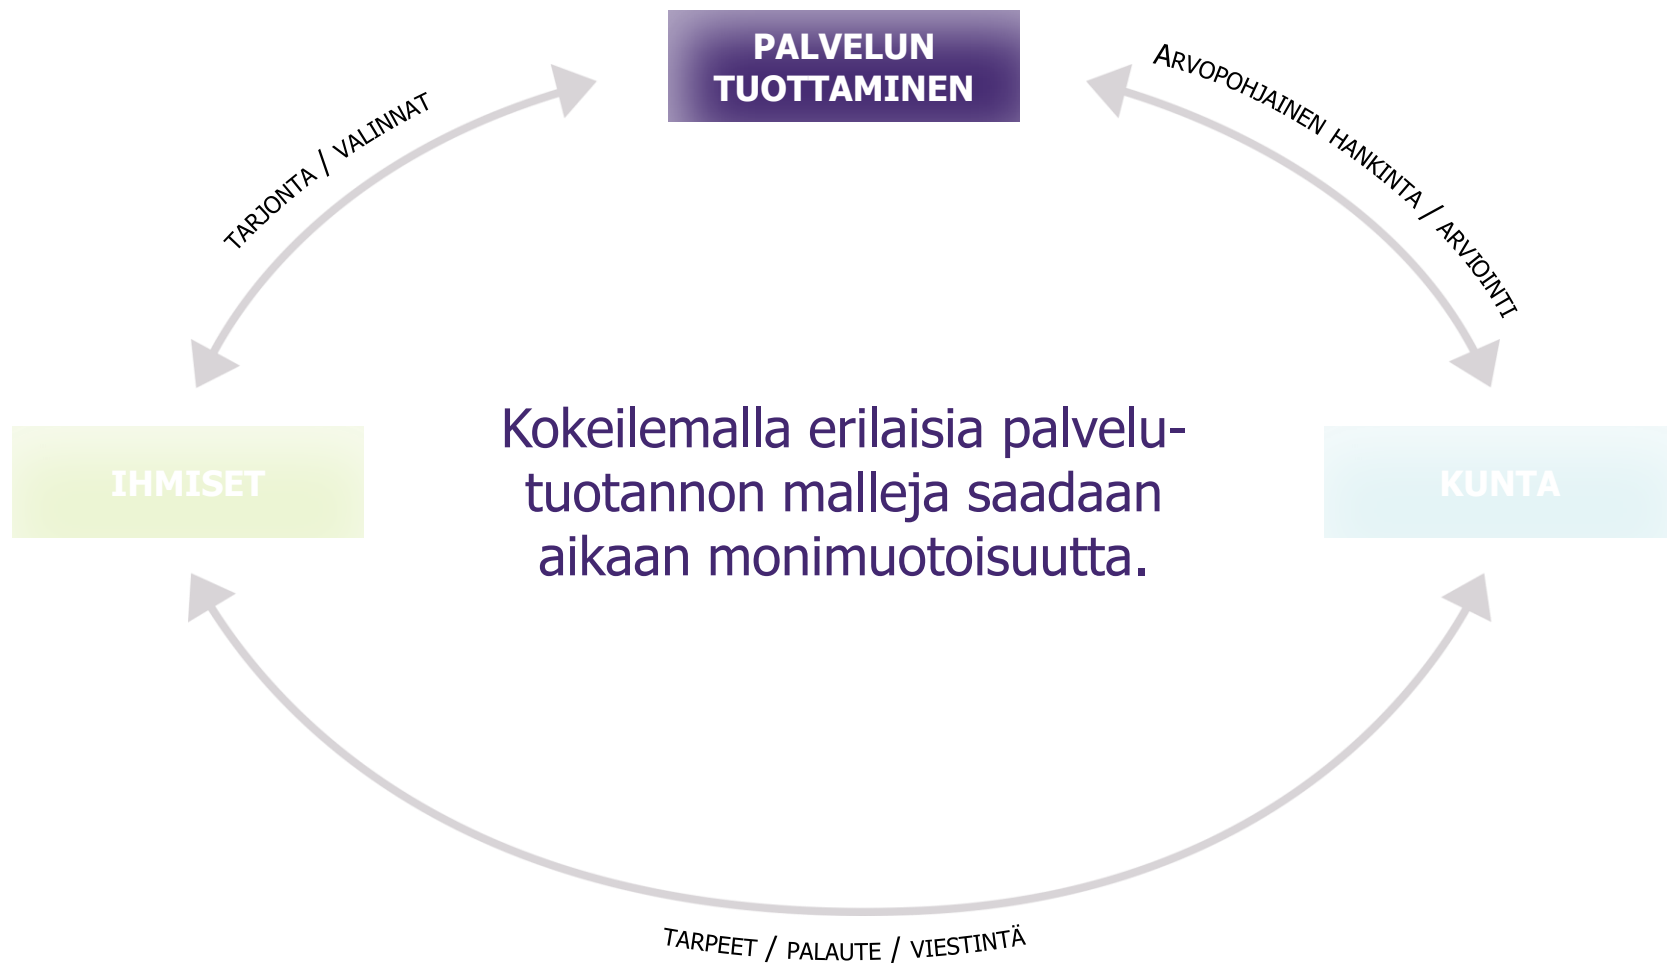 PALVELUN
TUOTTAMINEN
TARJONTA / VALINNAT
ARVOPOHJAINEN HANKINTA / ARVIOINTI
IHMISET
Kokeilemalla erilaisia palvelu-
tuotannon malleja saadaan
aikaan monimuotoisuutta.
KUNTA
TARPEET / PALAUTE / VIESTINTÄ